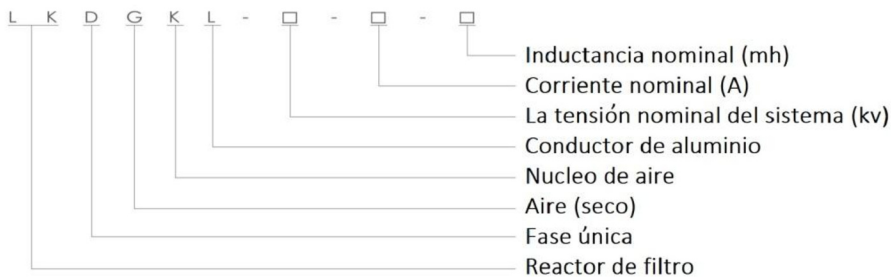 L K D G K L - □ - □ - □
Inductancia nominal (mh)
Corriente nominal (A)
La tensión nominal del sistema (kv)
Conductor de aluminio
Nucleo de aire
Aire (seco)
Fase única
Reactor de filtro